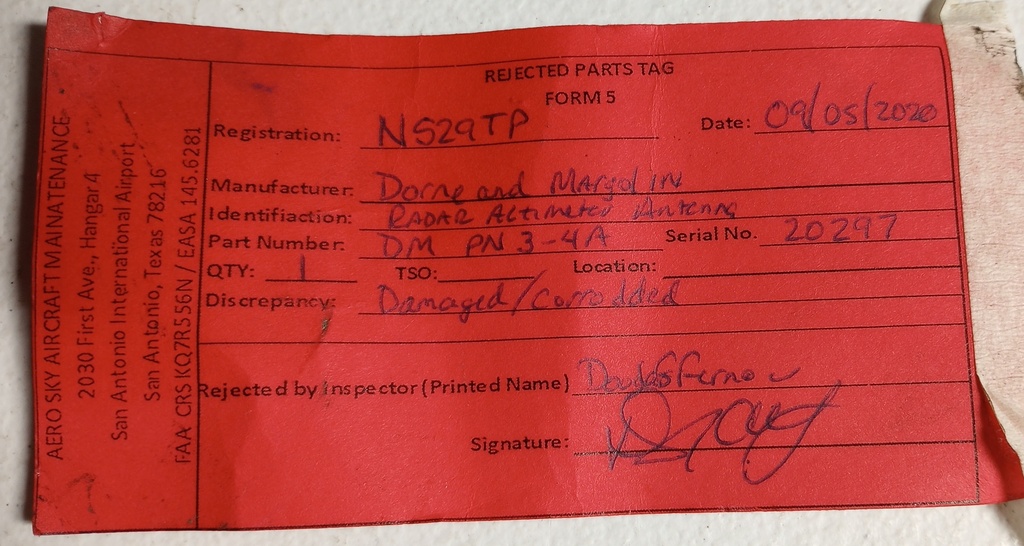 AERO SKY AIRCRAFT MAINATENANCE
2030 First Ave., Hangar 4
San Antonio International Airport
San Antonio, Texas 78216
FAA CRS KQ7R556N / EASA 145.6281
REJECTED PARTS TAG
FORM 5
Registration: N529TP Date: 09/05/2020
Manufacturer: Dorne and Margolin
Identifiaction: RADAR Altimeter Antenna
Part Number: DM PN 3-4A Serial No. 20297
QTY: 1 TSO: Location:
Discrepancy: Damaged/Corrodded
Rejected by Inspector (Printed Name) Douglas
Signature: